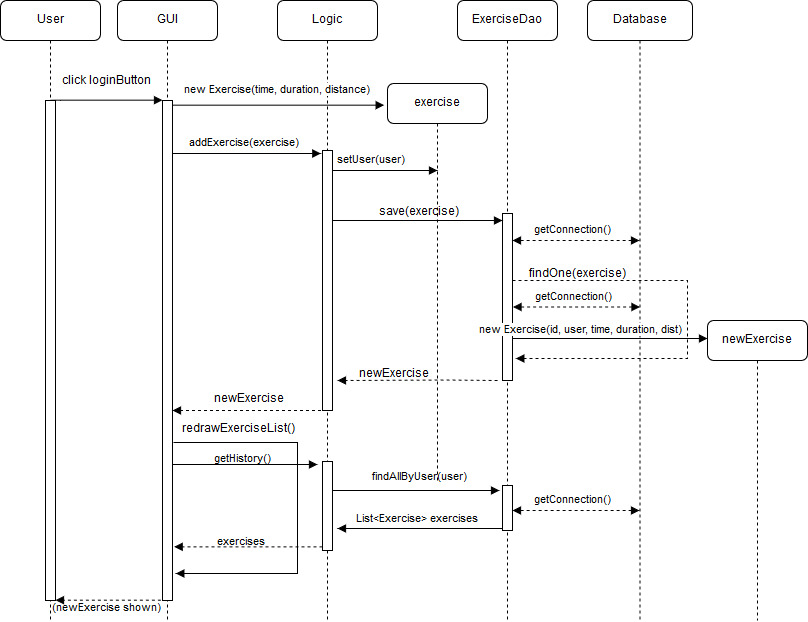 User
GUI
Logic
ExerciseDao
Database
click loginButton
new Exercise(time, duration, distance)
exercise
addExercise(exercise)
setUser(user)
save(exercise)
getConnection()
findOne(exercise)
getConnection()
new Exercise(id, user, time, duration, dist)
newExercise
newExercise
newExercise
redrawExerciseList()
getHistory()
findAllByUser(user)
getConnection()
List<Exercise> exercises
exercises
(newExercise shown)